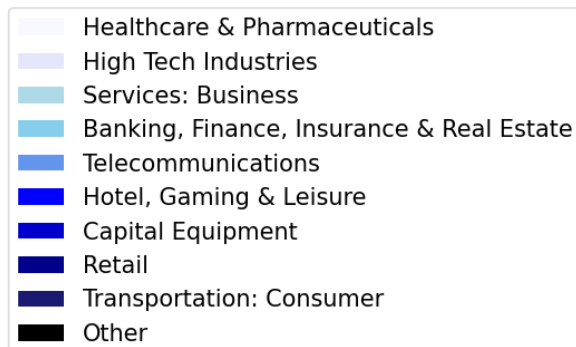 Healthcare & Pharmaceuticals
High Tech Industries
Services: Business
Banking, Finance, Insurance & Real Estate
Telecommunications
Hotel, Gaming & Leisure
Capital Equipment
Retail
Transportation: Consumer
Other